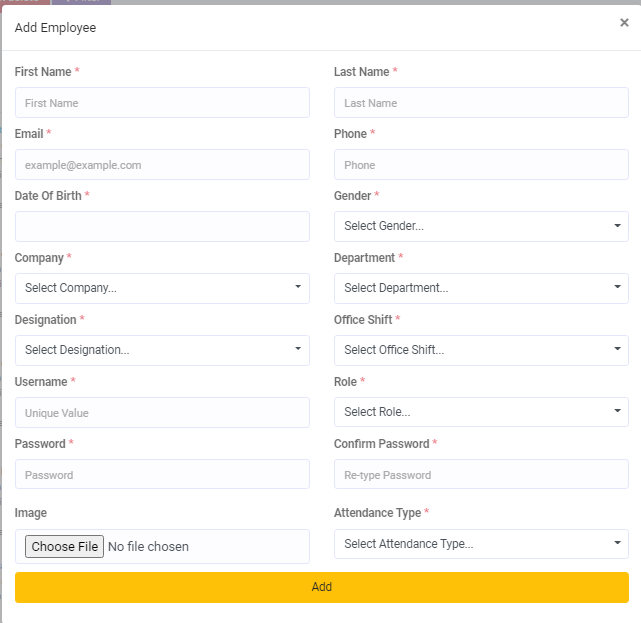 Add Employee ×
First Name * Last Name *
First Name Last Name
Email * Phone *
example@example.com Phone
Date Of Birth * Gender *
Select Gender...
Company * Department *
Select Company... Select Department...
Designation * Office Shift *
Select Designation... Select Office Shift...
Username * Role *
Unique Value Select Role...
Password * Confirm Password *
Password Re-type Password
Image Attendance Type *
Choose File No file chosen Select Attendance Type...
Add